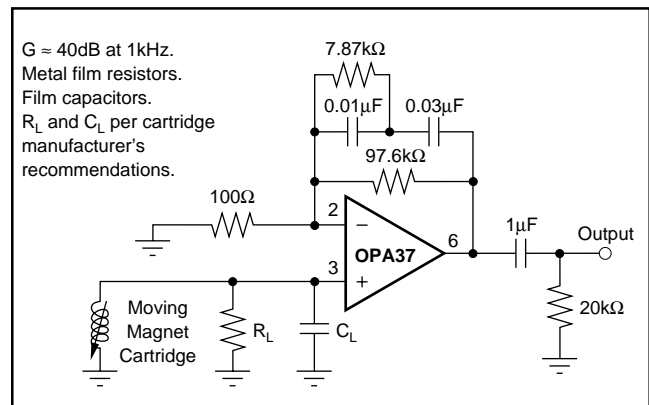 G ≈ 40dB at 1kHz.
Metal film resistors.
Film capacitors.
R_L and C_L per cartridge
manufacturer's
recommendations.
7.87kΩ
0.01μF
0.03μF
97.6kΩ
100Ω
2
−
OPA37
3
+
6
1μF
Output
20kΩ
Moving
Magnet
Cartridge
R_L
C_L